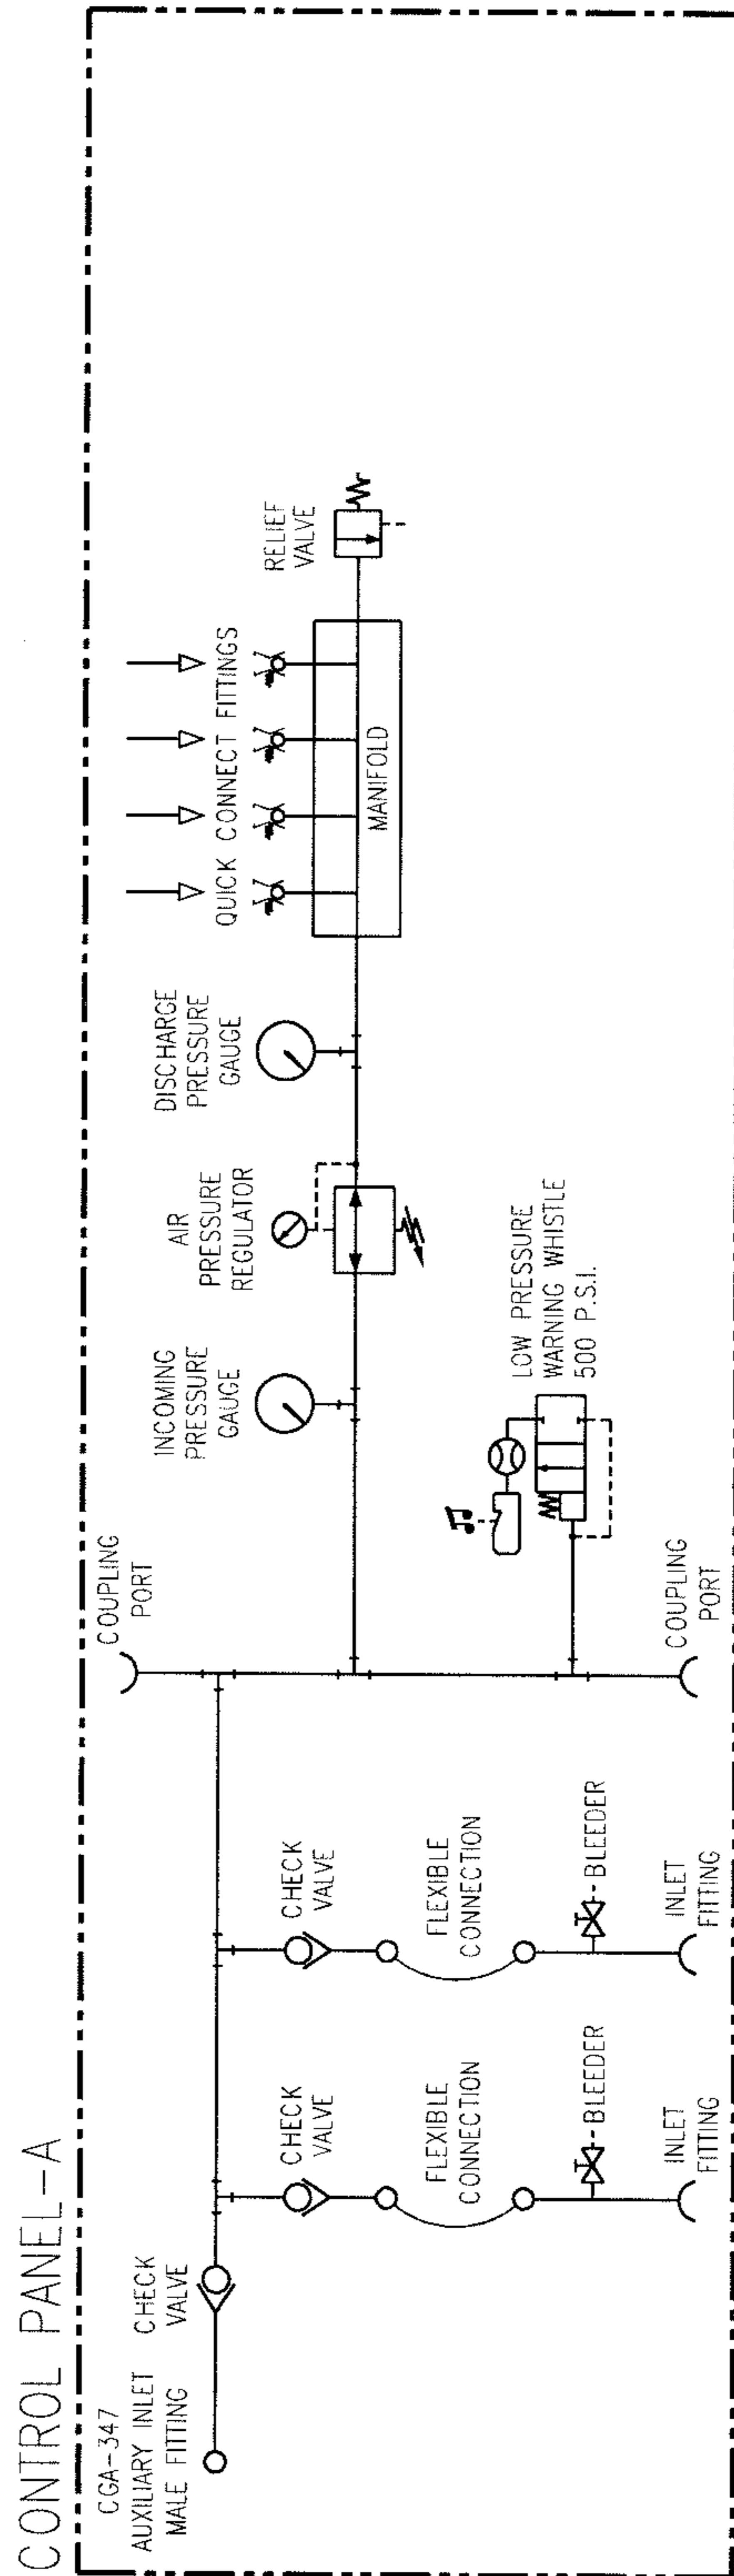 CONTROL PANEL-A
CGA-347
AUXILIARY INLET
MALE FITTING
CHECK
VALVE
CHECK
VALVE
FLEXIBLE
CONNECTION
BLEEDER
INLET
FITTING
CHECK
VALVE
FLEXIBLE
CONNECTION
BLEEDER
INLET
FITTING
COUPLING
PORT
COUPLING
PORT
INCOMING
PRESSURE
GAUGE
LOW PRESSURE
WARNING WHISTLE
500 P.S.I.
AIR
PRESSURE
REGULATOR
DISCHARGE
PRESSURE
GAUGE
QUICK CONNECT FITTINGS
MANIFOLD
RELIEF
VALVE